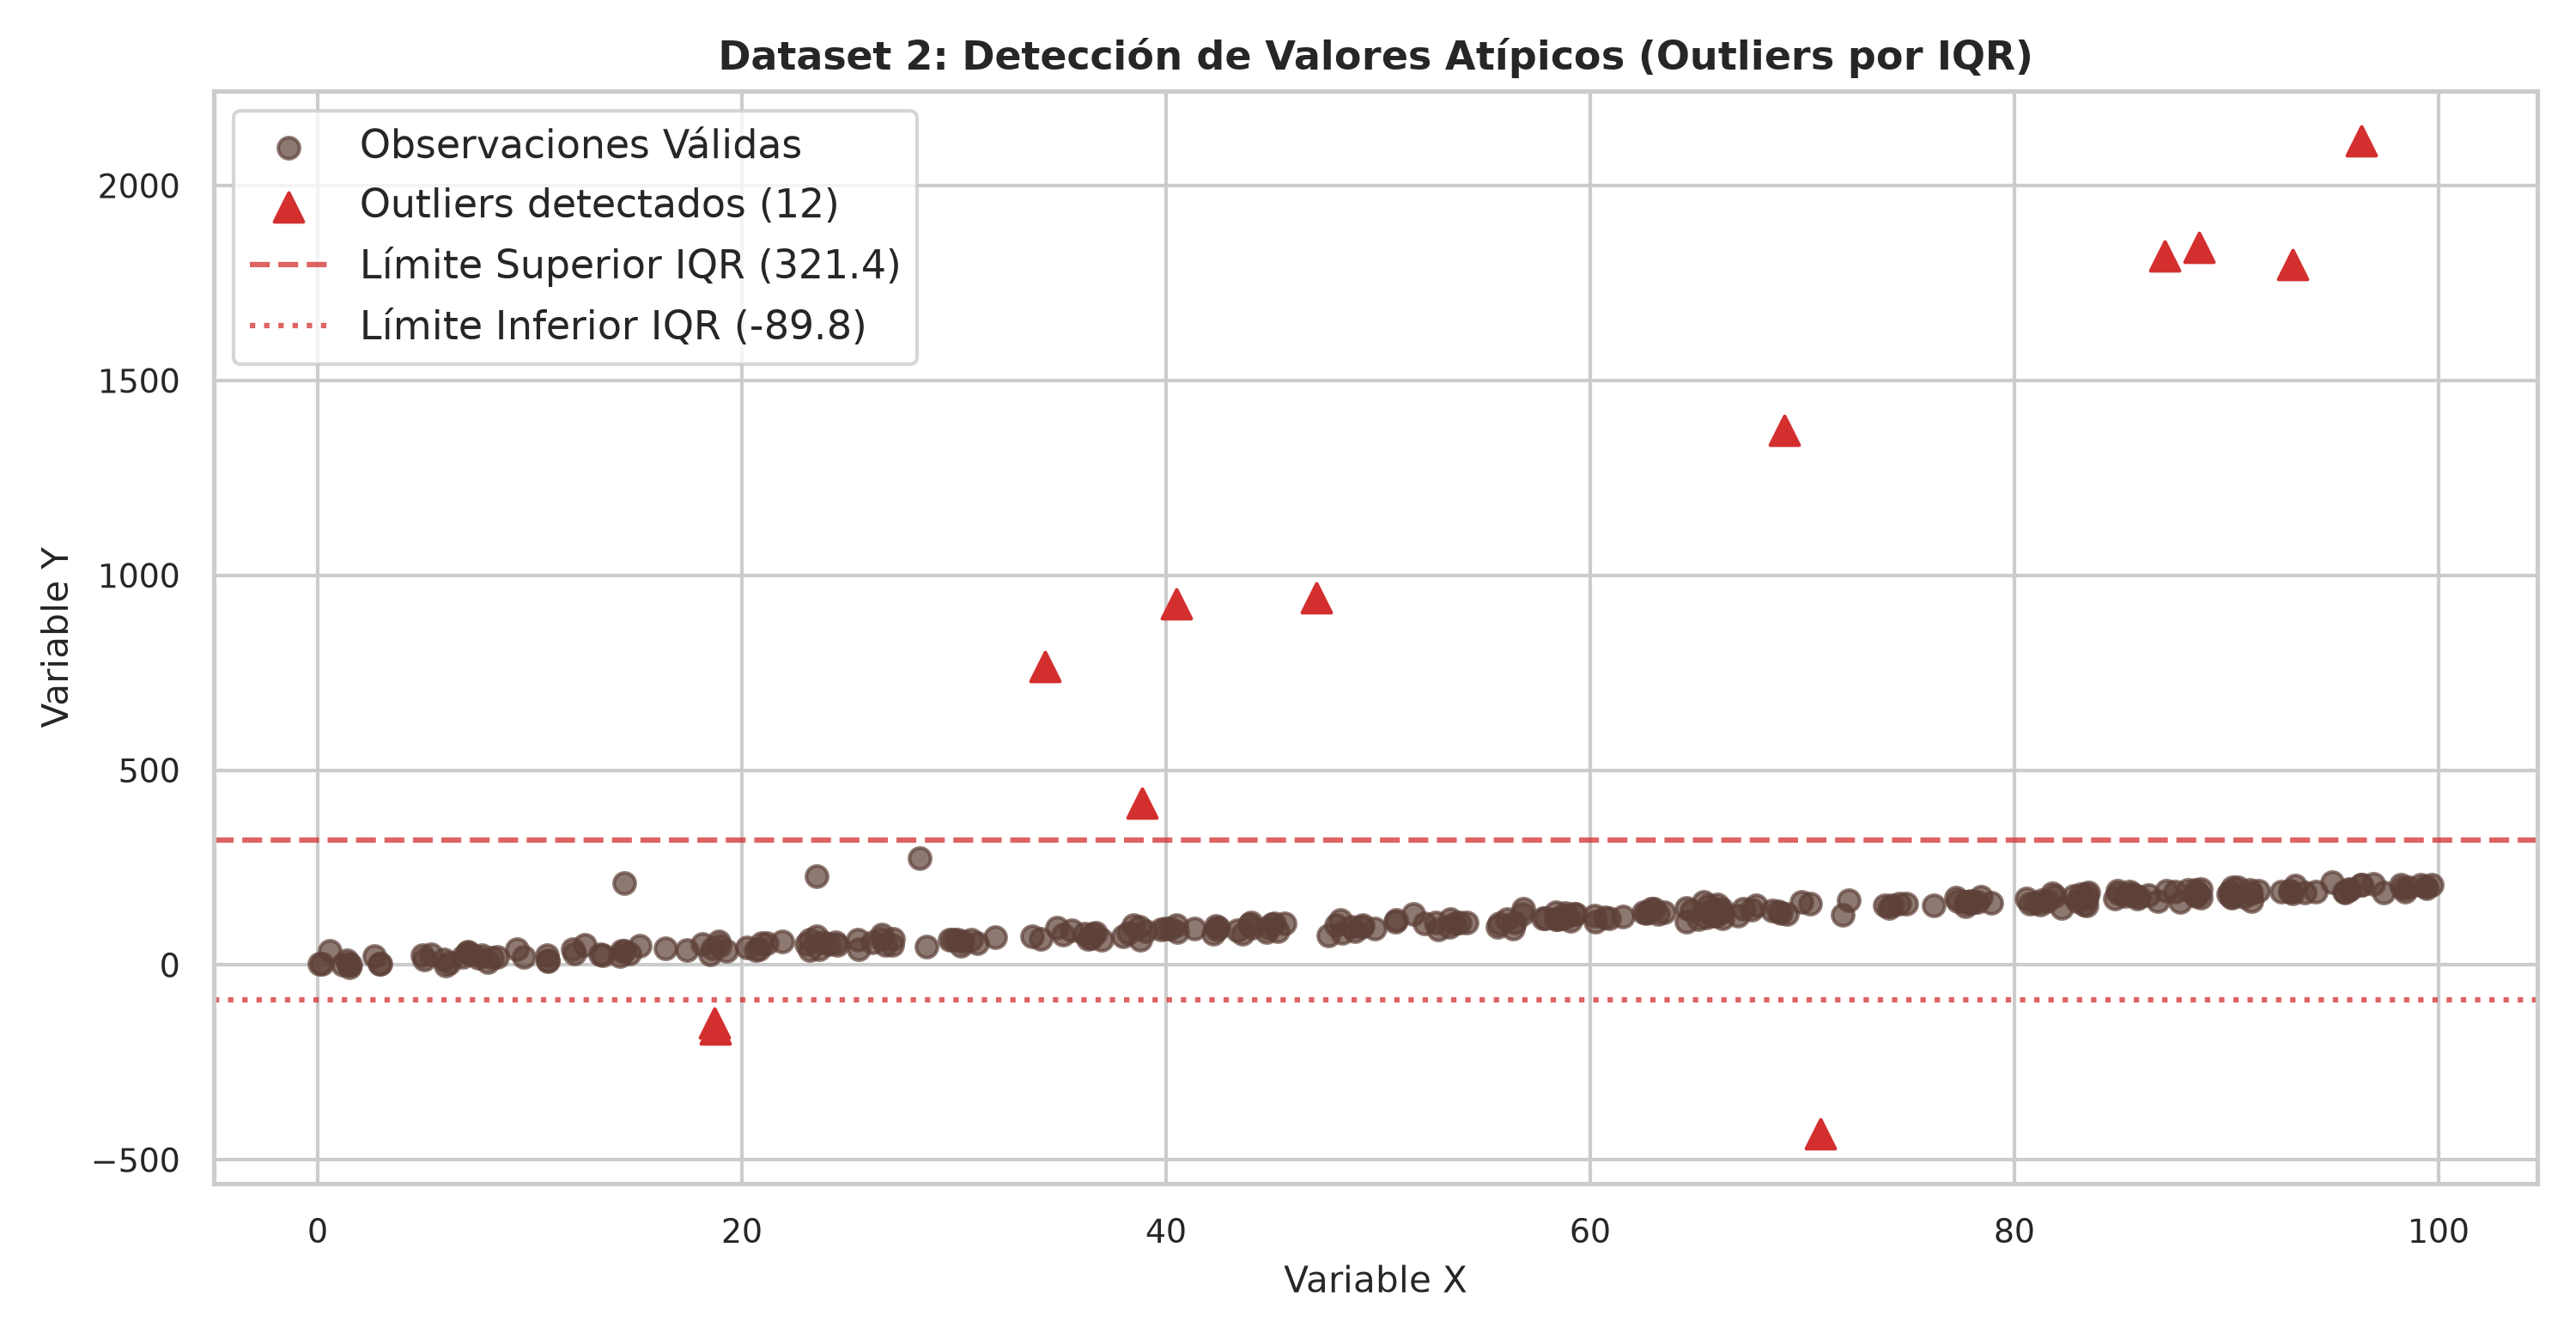 Dataset 2: Detección de Valores Atípicos (Outliers por IQR)
Observaciones Válidas
Outliers detectados (12)
Límite Superior IQR (321.4)
Límite Inferior IQR (-89.8)
Variable Y
2000
1500
1000
500
0
−500
0 20 40 60 80 100
Variable X